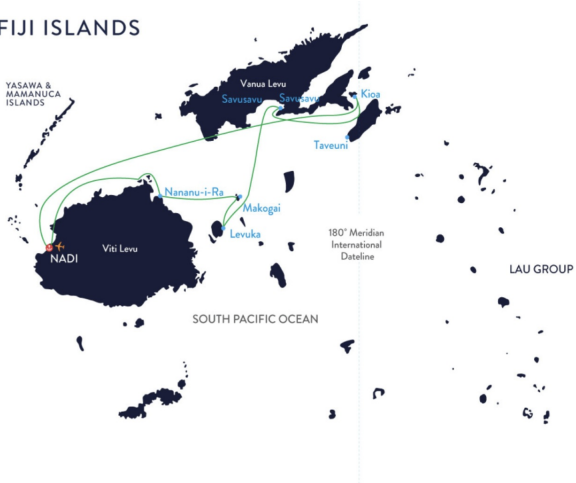 FIJI ISLANDS
YASAWA &
MAMANUCA
ISLANDS
Vanua Levu
Savusavu
Savusavu
Kioa
Taveuni
Nananu-i-Ra
Makogai
Levuka
180° Meridian
International
Dateline
Viti Levu
NADI
LAU GROUP
SOUTH PACIFIC OCEAN